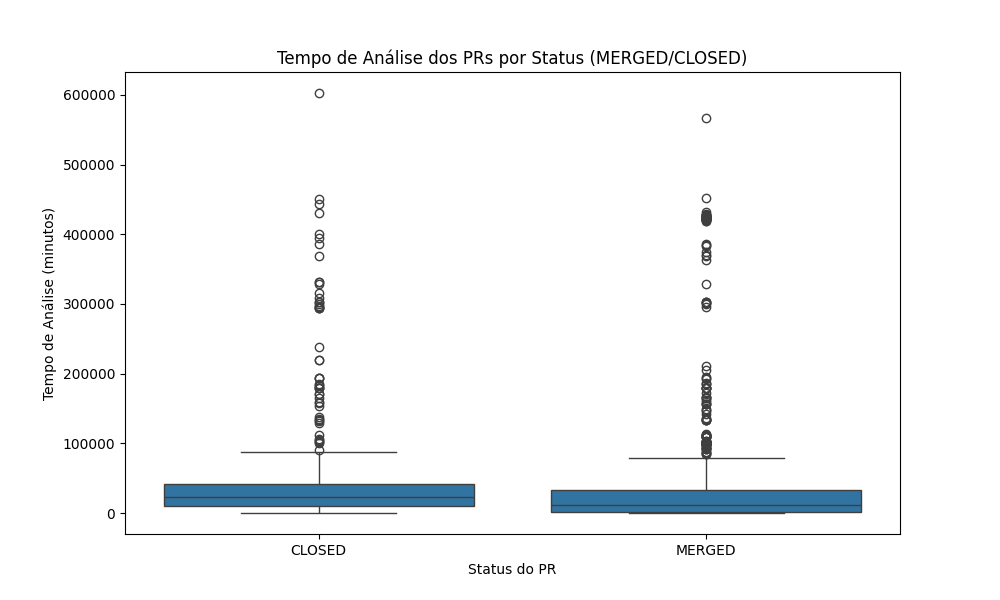 Tempo de Análise dos PRs por Status (MERGED/CLOSED)
Tempo de Análise (minutos)
600000
500000
400000
300000
200000
100000
0
CLOSED
MERGED
Status do PR